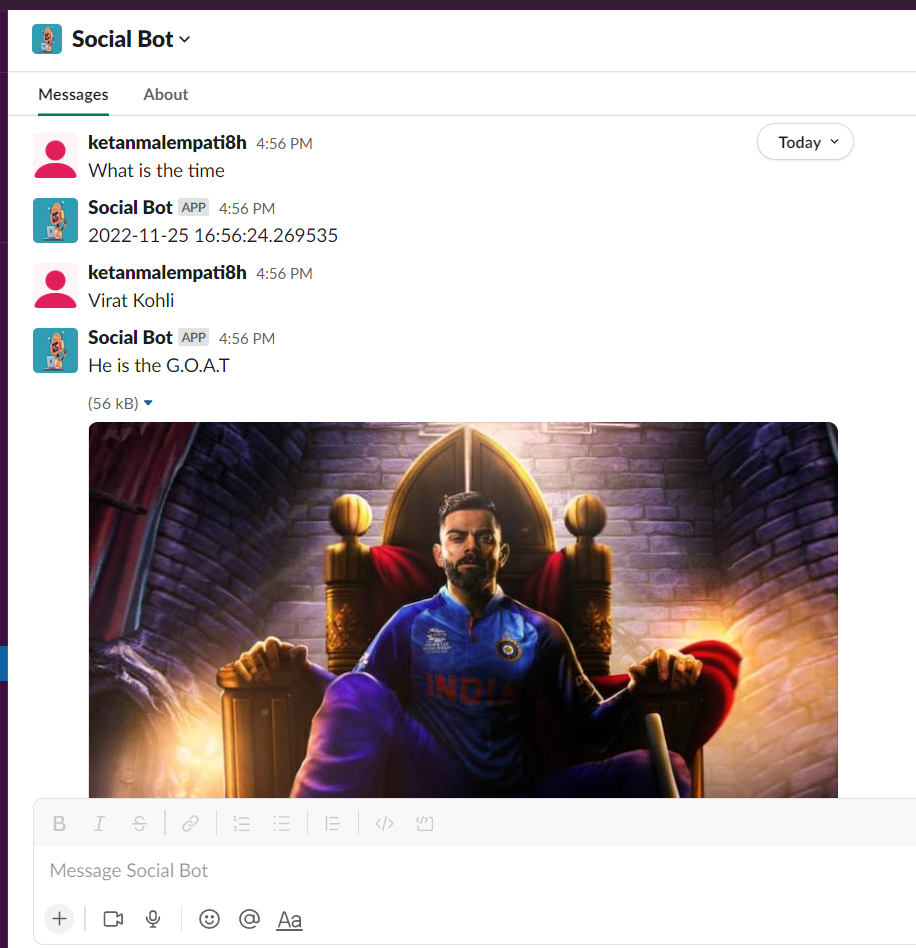 Social Bot
Messages About
ketanmalempati8h 4:56 PM
Today
What is the time
Social Bot APP 4:56 PM
2022-11-25 16:56:24.269535
ketanmalempati8h 4:56 PM
Virat Kohli
Social Bot APP 4:56 PM
He is the G.O.A.T
(56 kB)
INDIA
B I S
Message Social Bot
Aa